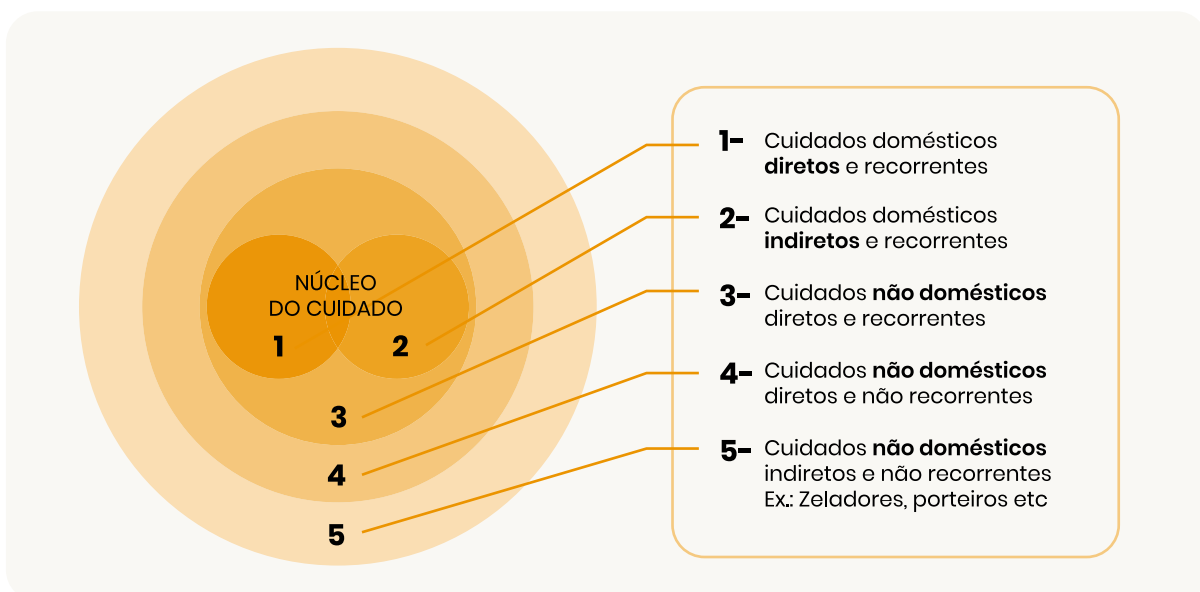 NÚCLEO
DO CUIDADO
1
2
3
4
5
1- Cuidados domésticos
diretos e recorrentes
2- Cuidados domésticos
indiretos e recorrentes
3- Cuidados não domésticos
diretos e recorrentes
4- Cuidados não domésticos
diretos e não recorrentes
5- Cuidados não domésticos
indiretos e não recorrentes
Ex.: Zeladores, porteiros etc